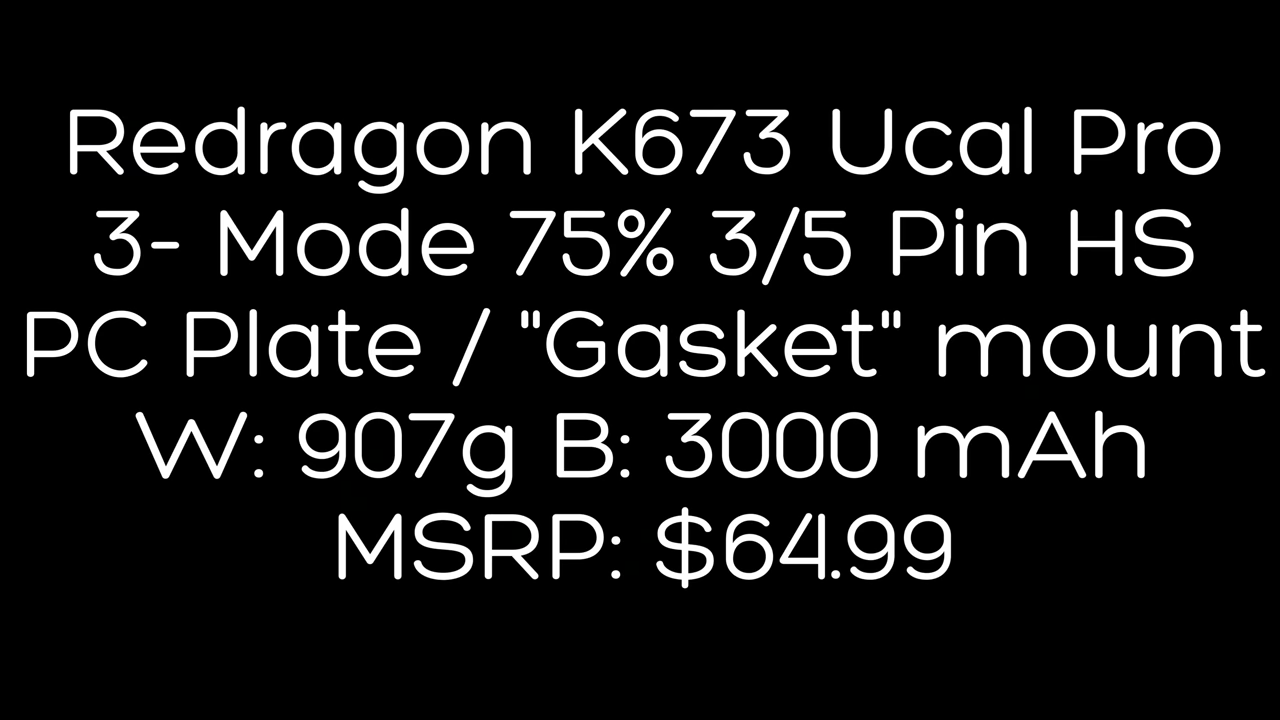 Redragon K673 Ucal Pro
3- Mode 75% 3/5 Pin HS
PC Plate / "Gasket" mount
W: 907g B: 3000 mAh
MSRP: $64.99